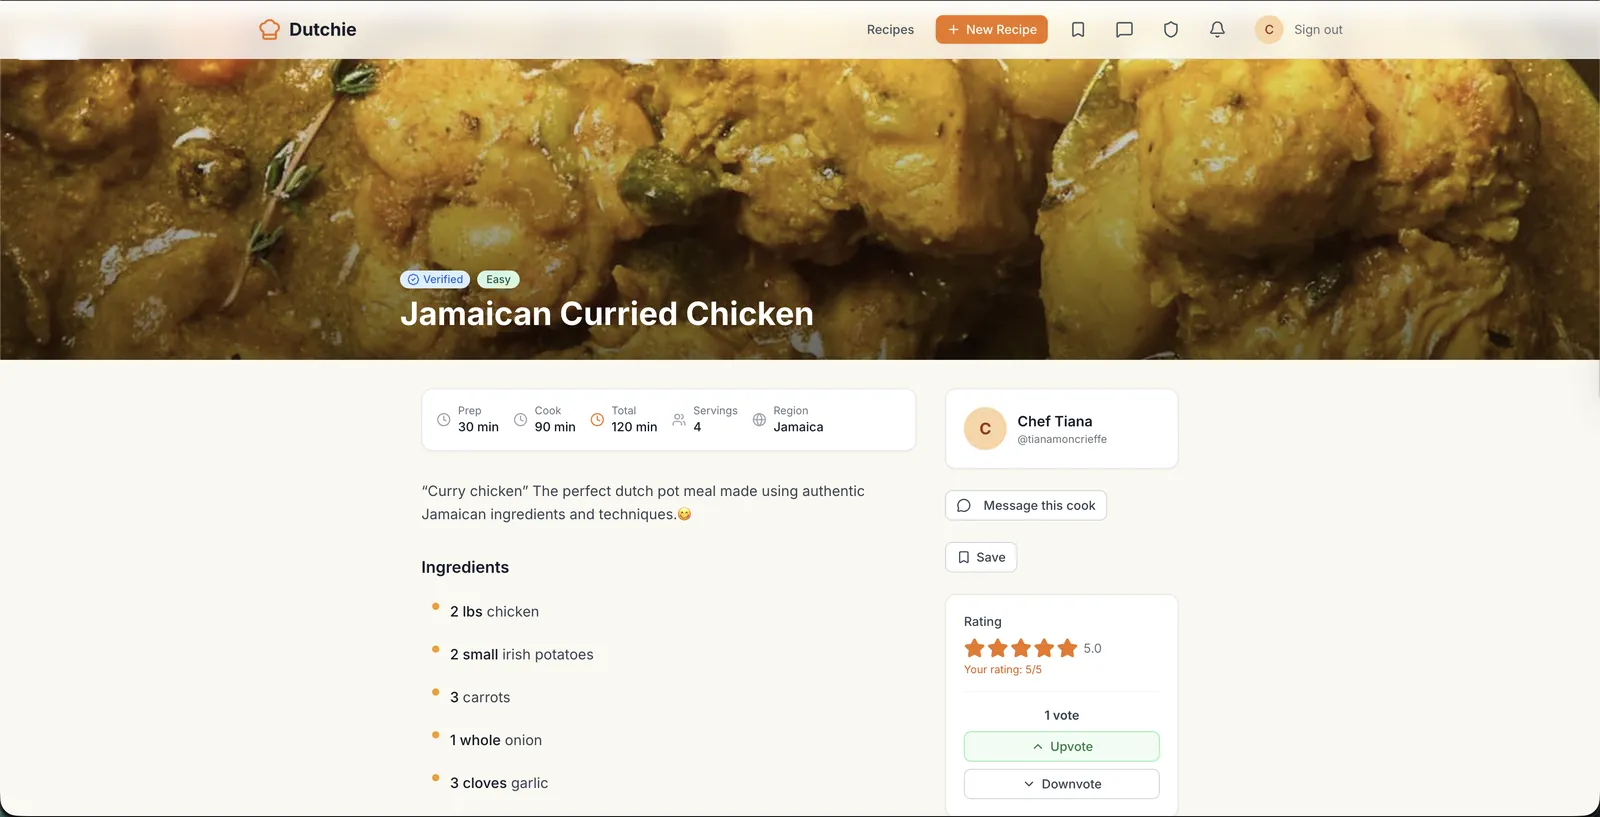 Dutchie
Recipes
+ New Recipe
C
Sign out
Verified
Easy
Jamaican Curried Chicken
Prep
30 min
Cook
90 min
Total
120 min
Servings
4
Region
Jamaica
“Curry chicken” The perfect dutch pot meal made using authentic
Jamaican ingredients and techniques.😋
Ingredients
2 lbs chicken
2 small irish potatoes
3 carrots
1 whole onion
3 cloves garlic
C
Chef Tiana
@tianamoncrieffe
Message this cook
Save
Rating
5.0
Your rating: 5/5
1 vote
Upvote
Downvote